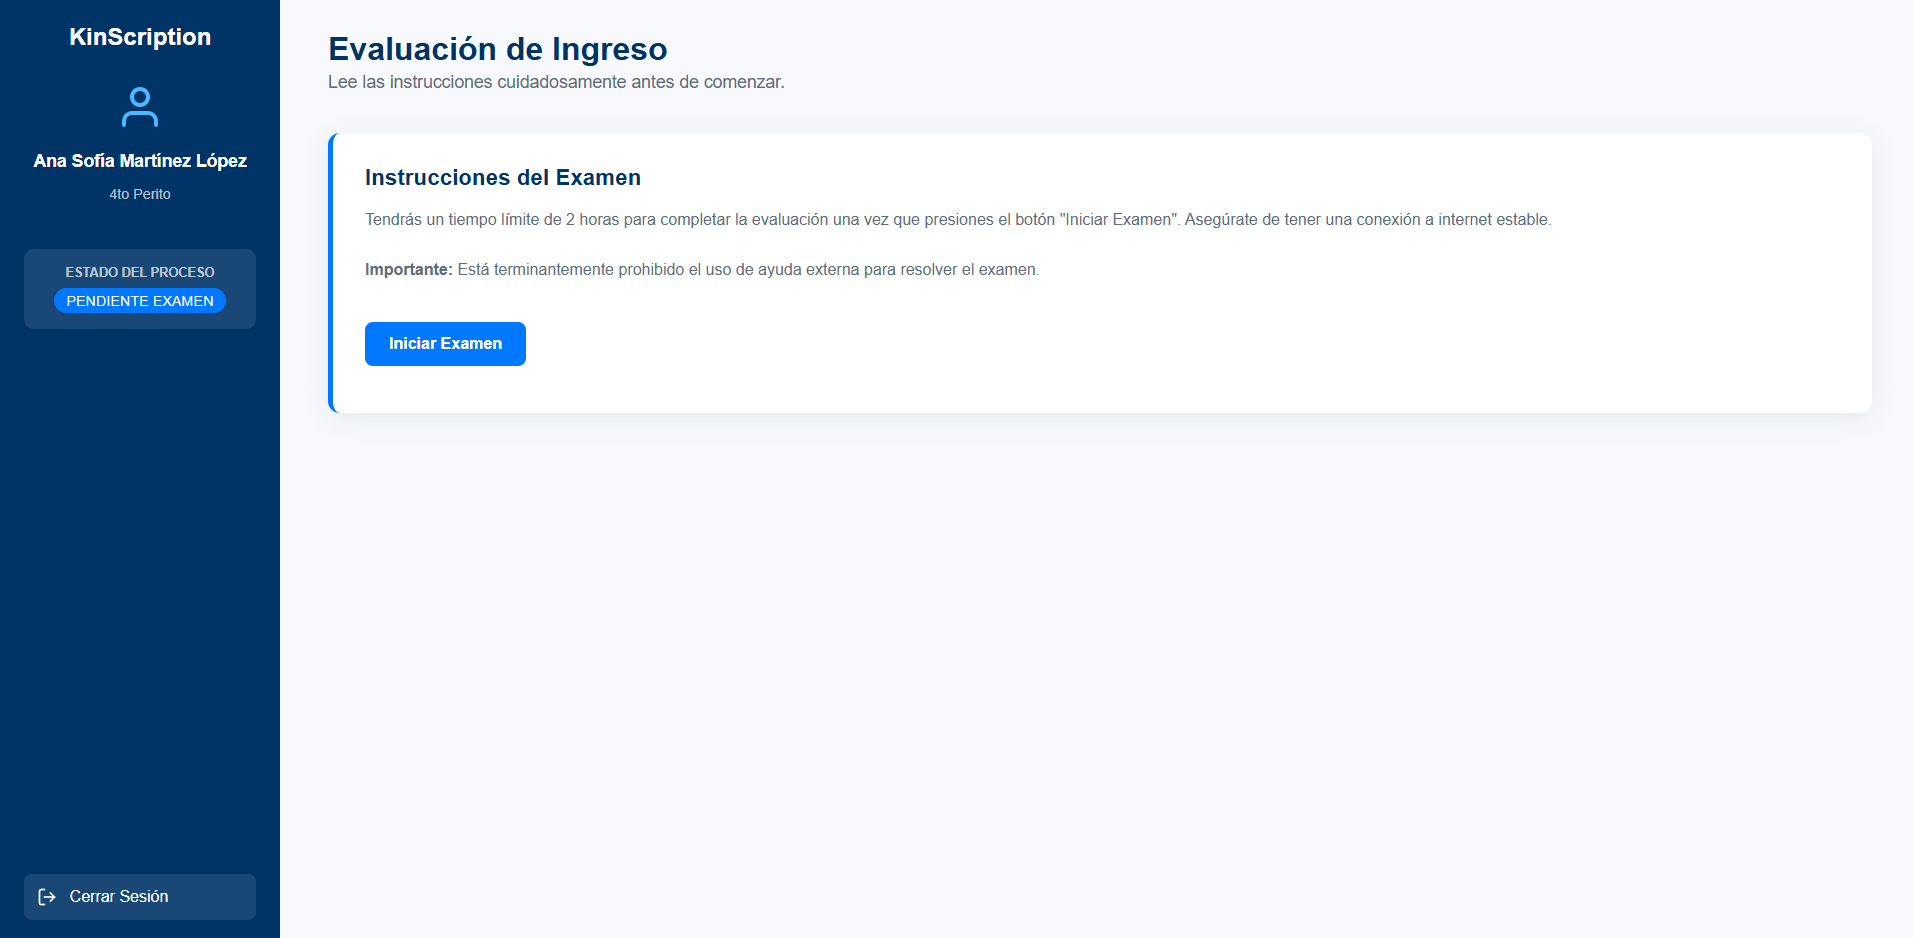 KinScription
Ana Sofía Martínez López
4to Perito
ESTADO DEL PROCESO
PENDIENTE EXAMEN
Cerrar Sesión
Evaluación de Ingreso
Lee las instrucciones cuidadosamente antes de comenzar.
Instrucciones del Examen
Tendrás un tiempo límite de 2 horas para completar la evaluación una vez que presiones el botón "Iniciar Examen". Asegúrate de tener una conexión a internet estable.
Importante: Está terminantemente prohibido el uso de ayuda externa para resolver el examen.
Iniciar Examen